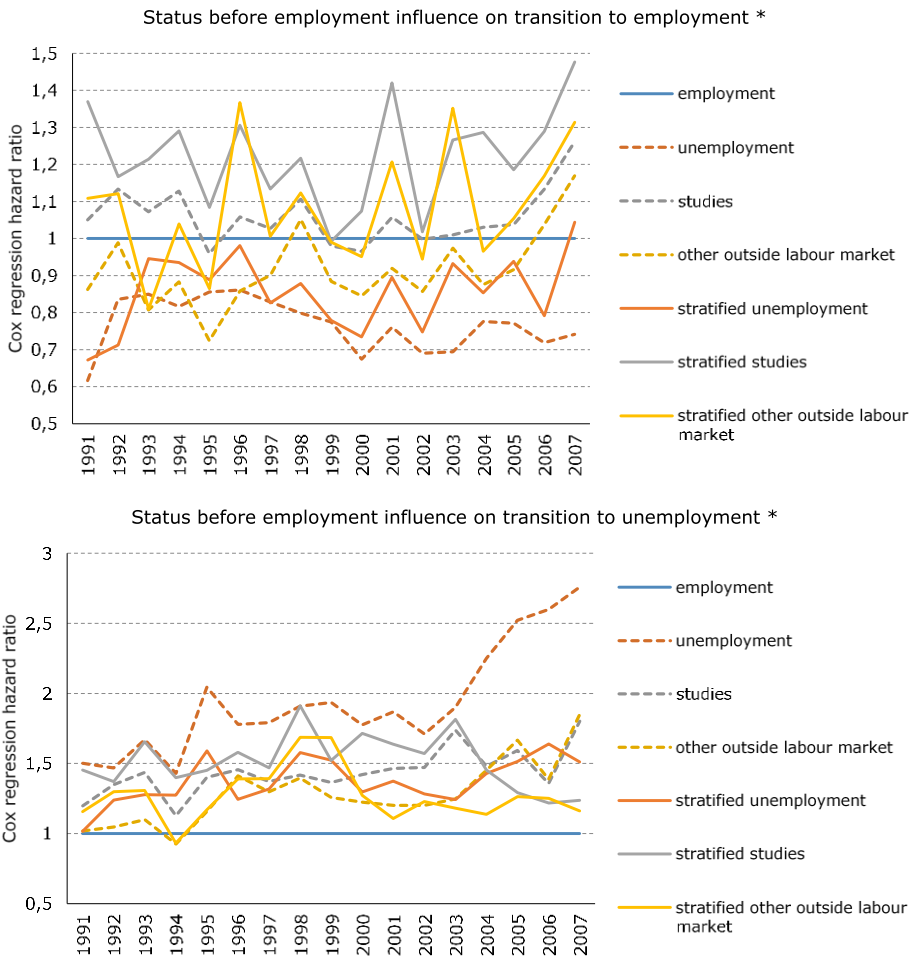 Status before employment influence on transition to employment *
Cox regression hazard ratio
1,5
1,4
1,3
1,2
1,1
1
0,9
0,8
0,7
0,6
0,5
1991
1992
1993
1994
1995
1996
1997
1998
1999
2000
2001
2002
2003
2004
2005
2006
2007
employment
unemployment
studies
other outside labour market
stratified unemployment
stratified studies
stratified other outside labour
market
Status before employment influence on transition to unemployment *
Cox regression hazard ratio
3
2,5
2
1,5
1
0,5
1991
1992
1993
1994
1995
1996
1997
1998
1999
2000
2001
2002
2003
2004
2005
2006
2007
employment
unemployment
studies
other outside labour market
stratified unemployment
stratified studies
stratified other outside labour
market